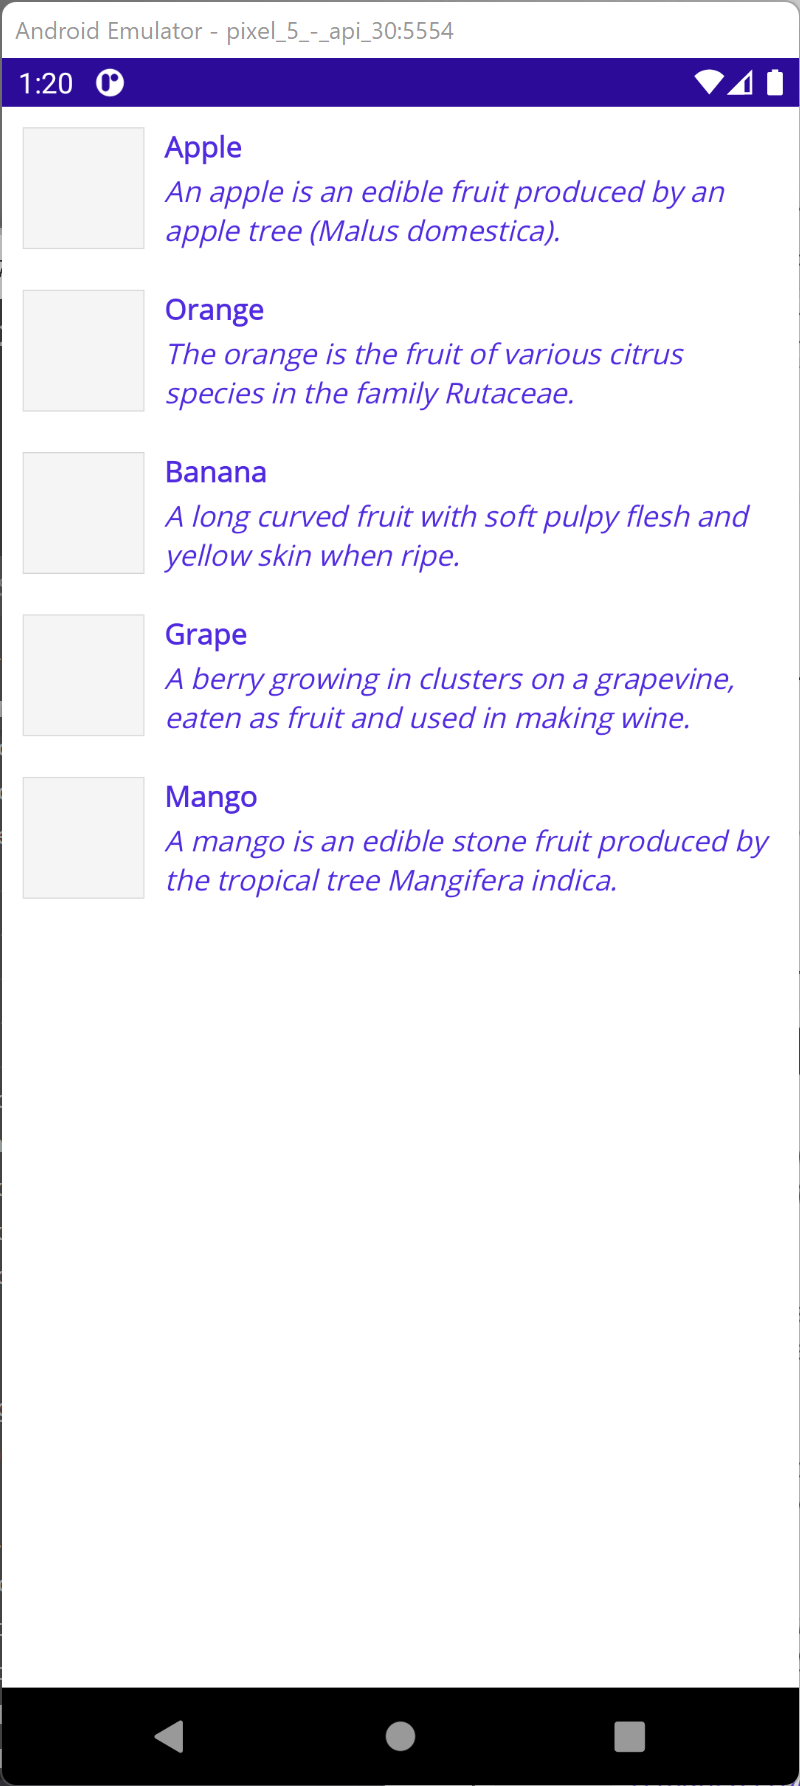 Android Emulator - pixel_5_-_api_30:5554
1:20
Apple
An apple is an edible fruit produced by an
apple tree (Malus domestica).
Orange
The orange is the fruit of various citrus
species in the family Rutaceae.
Banana
A long curved fruit with soft pulpy flesh and
yellow skin when ripe.
Grape
A berry growing in clusters on a grapevine,
eaten as fruit and used in making wine.
Mango
A mango is an edible stone fruit produced by
the tropical tree Mangifera indica.